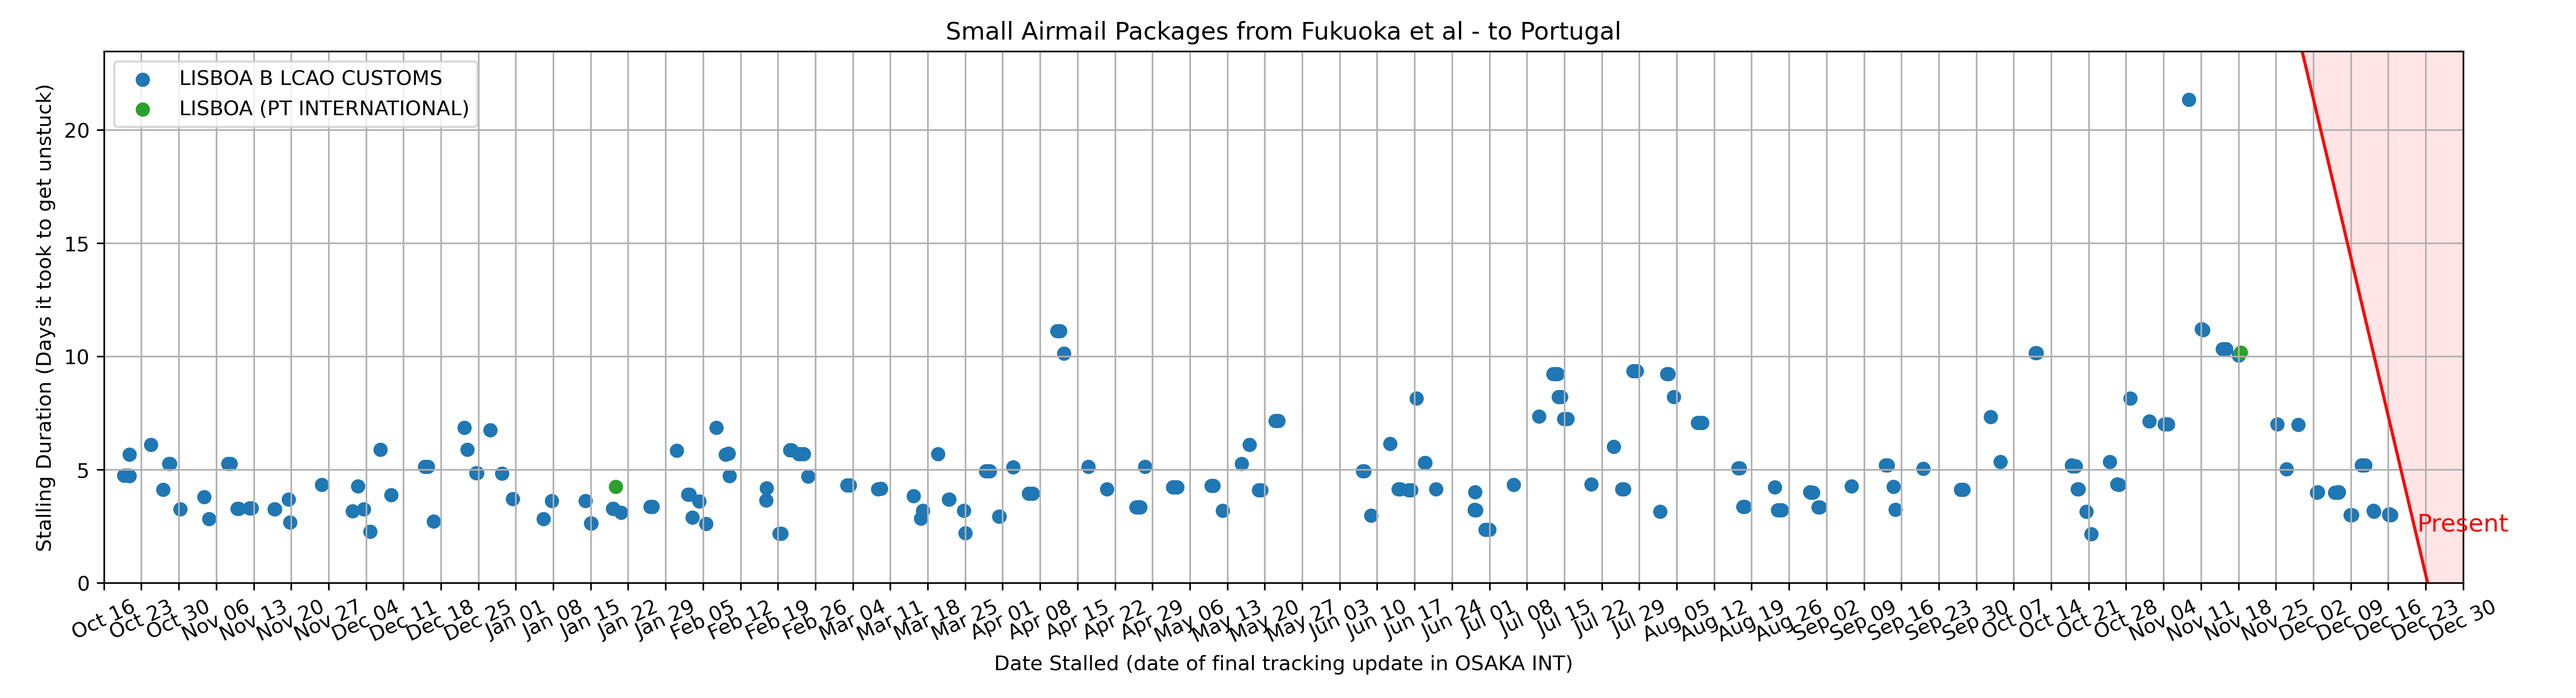 Small Airmail Packages from Fukuoka et al - to Portugal
LISBOA B LCAO CUSTOMS
LISBOA (PT INTERNATIONAL)
Stalling Duration (Days it took to get unstuck)
20
15
10
5
0
Present
Oct 16
Oct 23
Oct 30
Nov 06
Nov 13
Nov 20
Nov 27
Dec 04
Dec 11
Dec 18
Dec 25
Jan 01
Jan 08
Jan 15
Jan 22
Jan 29
Feb 05
Feb 12
Feb 19
Feb 26
Mar 04
Mar 11
Mar 18
Mar 25
Apr 01
Apr 08
Apr 15
Apr 22
Apr 29
May 06
May 13
May 20
May 27
Jun 03
Jun 10
Jun 17
Jun 24
Jul 01
Jul 08
Jul 15
Jul 22
Jul 29
Aug 05
Aug 12
Aug 19
Aug 26
Sep 02
Sep 09
Sep 16
Sep 23
Sep 30
Oct 07
Oct 14
Oct 21
Oct 28
Nov 04
Nov 11
Nov 18
Nov 25
Dec 02
Dec 09
Dec 16
Dec 23
Dec 30
Date Stalled (date of final tracking update in OSAKA INT)